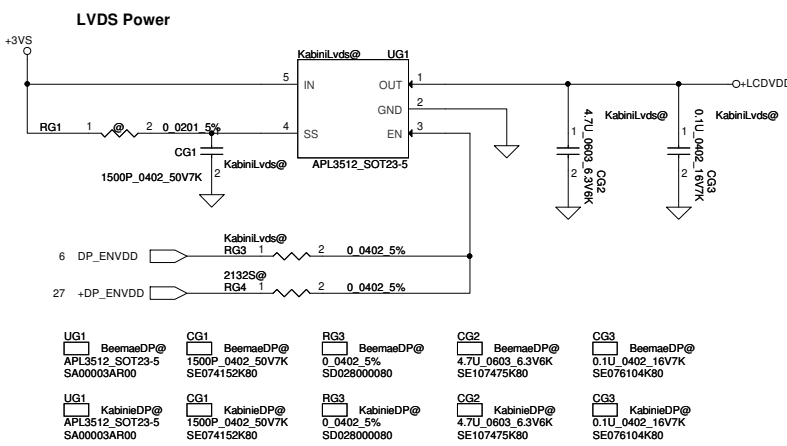 LVDS Power
+3VS
KabiniLvds@ UG1
5 IN OUT 1
+LCDVDD
GND 2
4 SS EN 3
RG1 1 @ 2 0_0201_5%
APL3512_SOT23-5
CG1
KabiniLvds@
1500P_0402_50V7K 2
1 2 4.7U_0603_6.3V6K CG2
KabiniLvds@
1 2 0.1U_0402_16V7K CG3
KabiniLvds@
KabiniLvds@
6 DP_ENVDD RG3 1 2 0_0402_5%
2132S@
27 +DP_ENVDD RG4 1 2 0_0402_5%
UG1 CG1 RG3 CG2 CG3
BeemaeDP@ BeemaeDP@ BeemaeDP@ BeemaeDP@ BeemaeDP@
APL3512_SOT23-5 1500P_0402_50V7K 0_0402_5% 4.7U_0603_6.3V6K 0.1U_0402_16V7K
SA00003AR00 SE074152K80 SD028000080 SE107475K80 SE076104K80
UG1 CG1 RG3 CG2 CG3
KabinieDP@ KabinieDP@ KabinieDP@ KabinieDP@ KabinieDP@
APL3512_SOT23-5 1500P_0402_50V7K 0_0402_5% 4.7U_0603_6.3V6K 0.1U_0402_16V7K
SA00003AR00 SE074152K80 SD028000080 SE107475K80 SE076104K80